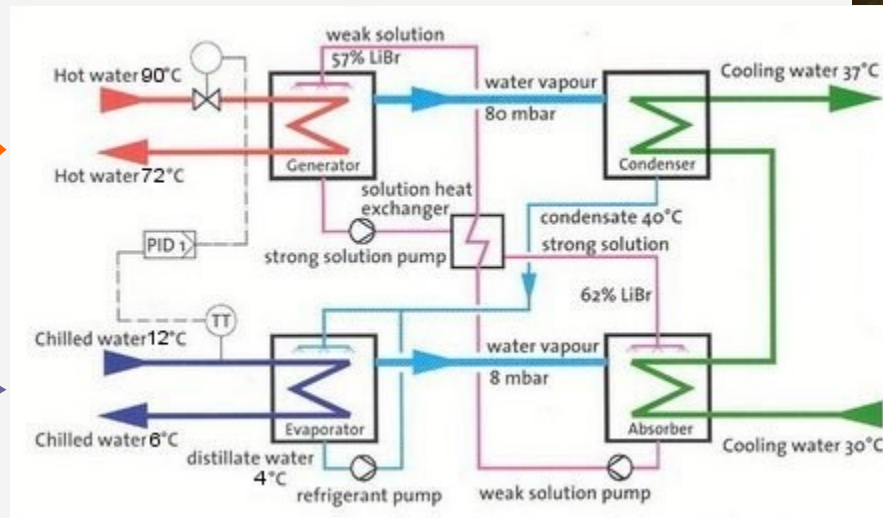 weak solution
57% LiBr
Hot water 90°C
Cooling water 37°C
water vapour
80 mbar
Generator
Condenser
Hot water 72°C
solution heat
exchanger
condensate 40°C
PID 1
strong solution pump
strong solution
62% LiBr
TT
Chilled water 12°C
water vapour
8 mbar
Evaporator
Absorber
Chilled water 6°C
Cooling water 30°C
distillate water
4°C
refrigerant pump
weak solution pump